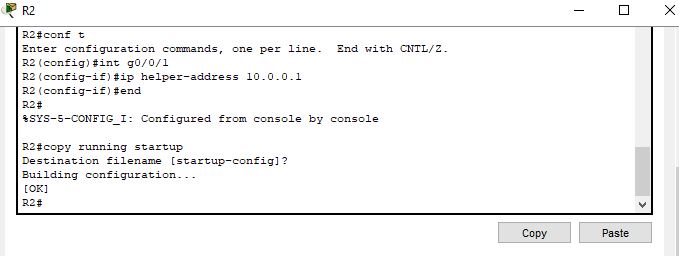 R2
R2#conf t
Enter configuration commands, one per line.  End with CNTL/Z.
R2(config)#int g0/0/1
R2(config-if)#ip helper-address 10.0.0.1
R2(config-if)#end
R2#
%SYS-5-CONFIG_I: Configured from console by console
R2#copy running startup
Destination filename [startup-config]?
Building configuration...
[OK]
R2#
Copy
Paste